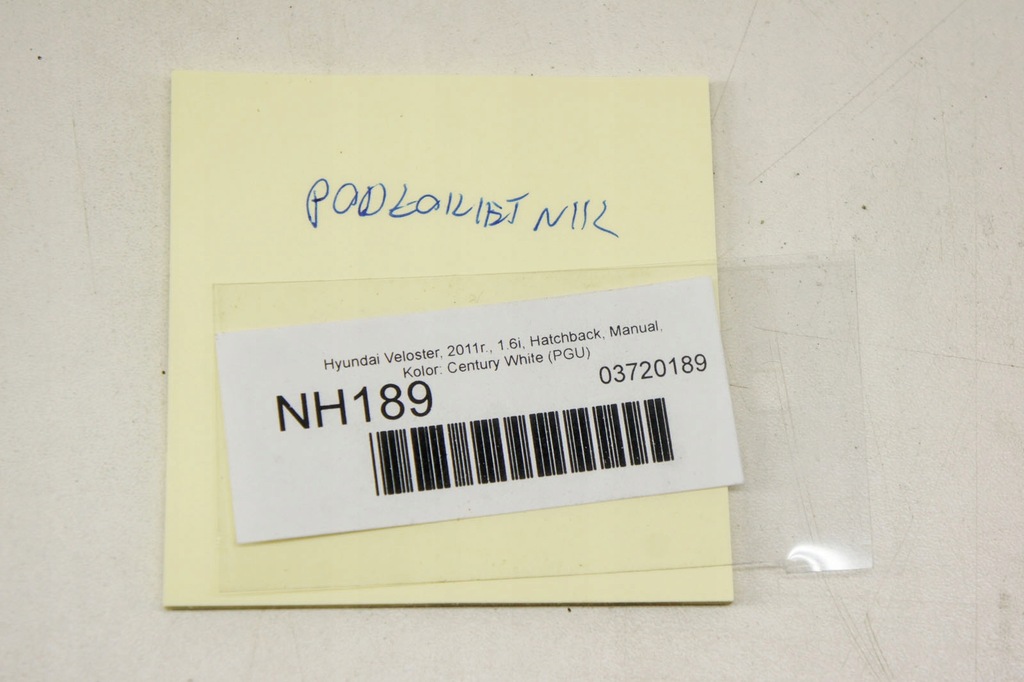 PODŁOKIETNIK
Hyundai Veloster, 2011r., 1.6i, Hatchback, Manual,
Kolor: Century White (PGU)
NH189
03720189